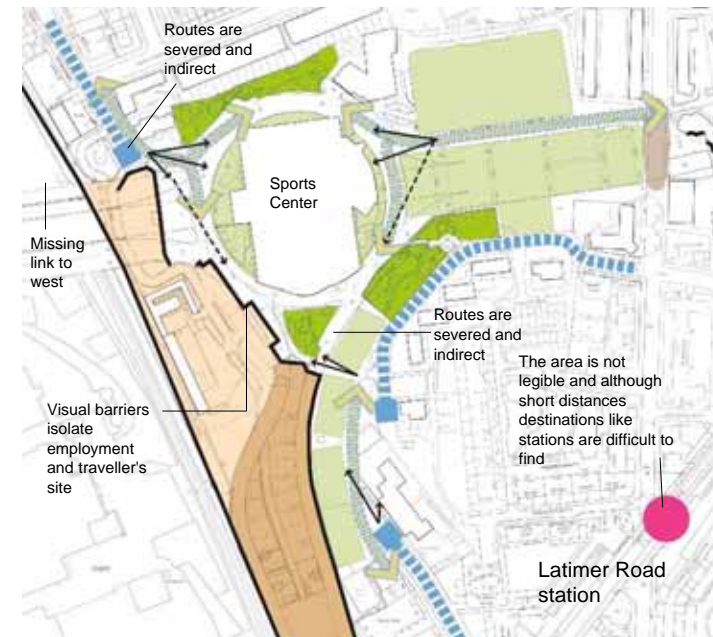 Routes are
severed and
indirect
Sports
Center
Missing
link to
west
Routes are
severed and
indirect
The area is not
legible and although
short distances
destinations like
stations are difficult to
find
Visual barriers
isolate
employment
and traveller's
site
Latimer Road
station